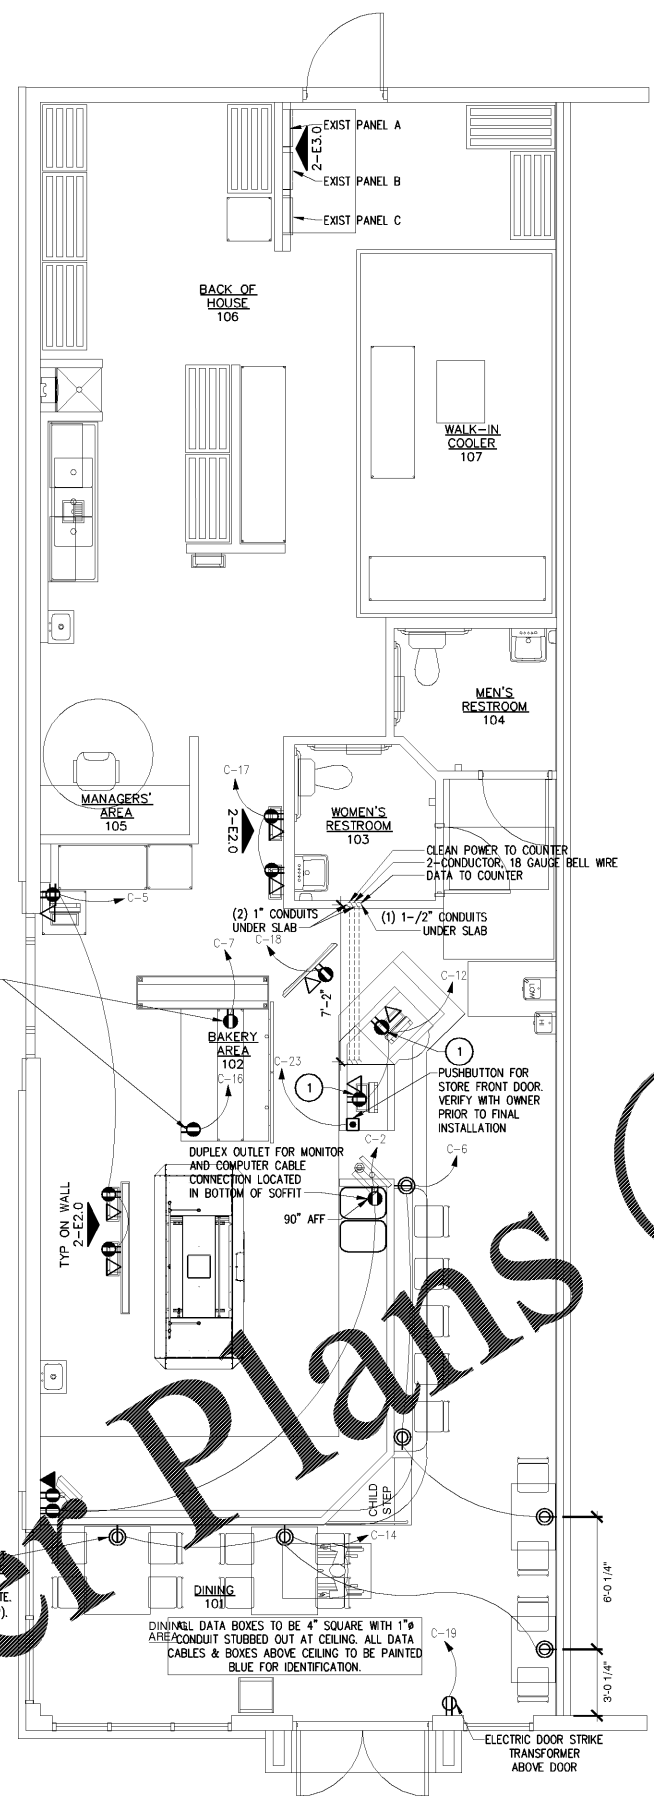 EXIST PANEL A
2-E3.0
EXIST PANEL B
EXIST PANEL C
BACK OF
HOUSE
106
WALK-IN
COOLER
107
MEN'S
RESTROOM
104
C-17
MANAGERS'
AREA
105
2-E2.0
WOMEN'S
RESTROOM
103
CLEAN POWER TO COUNTER
2-CONDUCTOR, 18 GAUGE BELL WIRE
DATA TO COUNTER
C-5
(2) 1" CONDUITS
UNDER SLAB
(1) 1-/2" CONDUITS
UNDER SLAB
C-7
C-18
C-12
LOW
HI
7'-2"
BAKERY
AREA
102
C-23
1
1
C-16
PUSHBUTTON FOR
STORE FRONT DOOR.
VERIFY WITH OWNER
PRIOR TO FINAL
INSTALLATION
C-2
C-6
DUPLEX OUTLET FOR MONITOR
AND COMPUTER CABLE
CONNECTION LOCATED
IN BOTTOM OF SOFFIT
90" AFF
TYP ON WALL
2-E2.0
er Plans
CHILD
STEP
C-14
DINING
101
6'-0 1/4"
TE.
).
DINING
AREA
ALL DATA BOXES TO BE 4" SQUARE WITH 1"ø
CONDUIT STUBBED OUT AT CEILING. ALL DATA
CABLES & BOXES ABOVE CEILING TO BE PAINTED
BLUE FOR IDENTIFICATION.
C-19
3'-0 1/4"
ELECTRIC DOOR STRIKE
TRANSFORMER
ABOVE DOOR